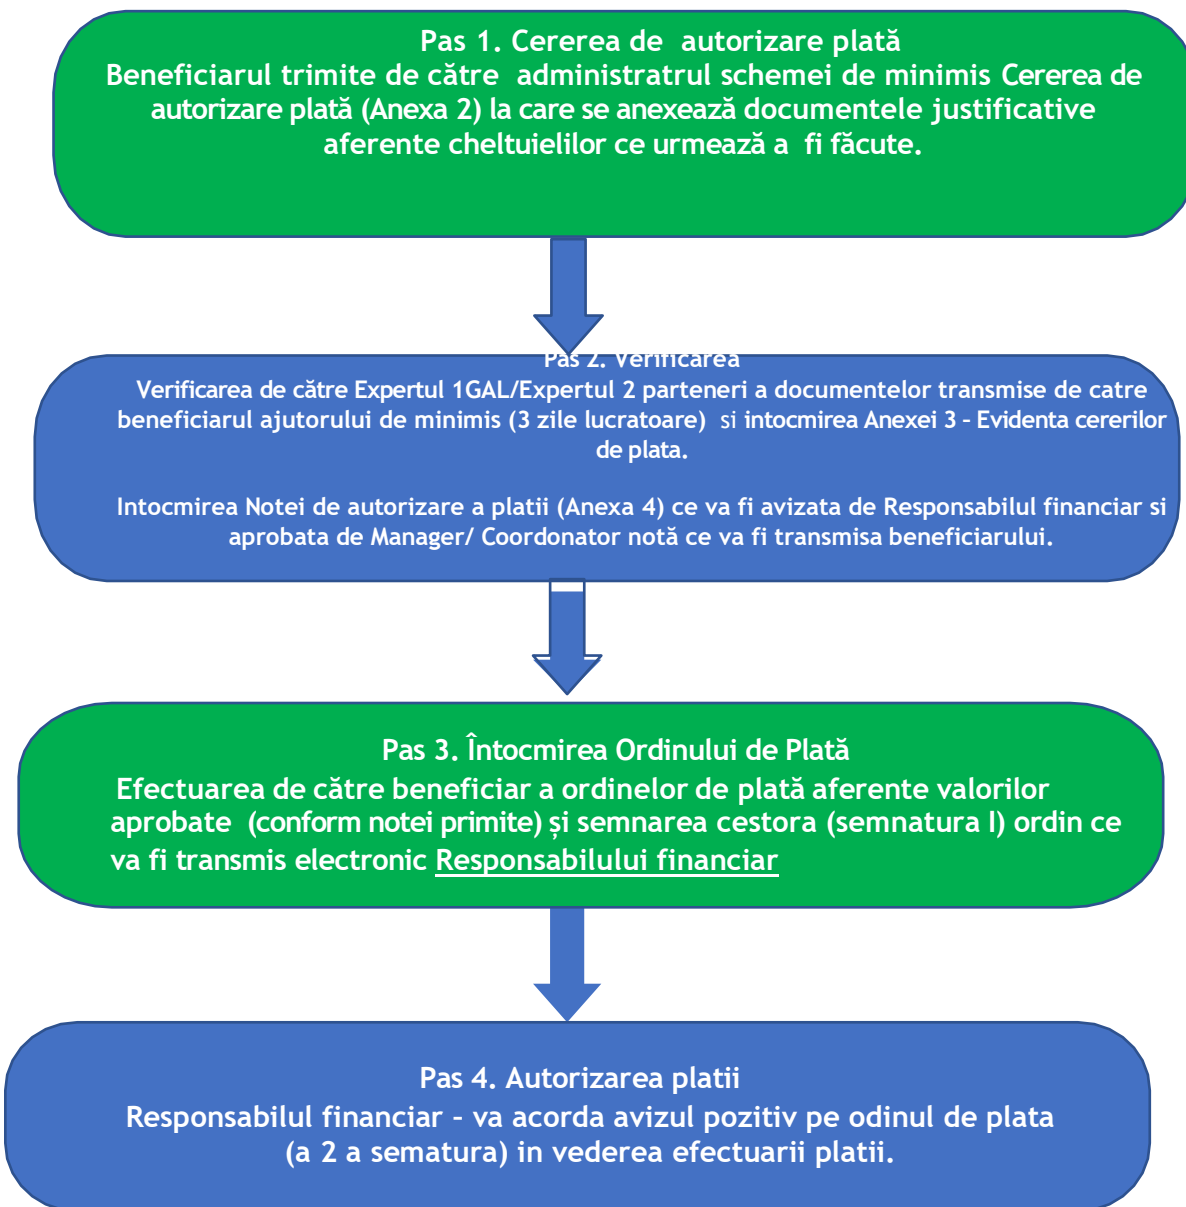 Pas 1. Cererea de autorizare plată
Beneficiarul trimite de către administratrul schemei de minimis Cererea de
autorizare plată (Anexa 2) la care se anexează documentele justificative
aferente cheltuielilor ce urmează a fi făcute.
Pas 2. Verificarea
Verificarea de către Expertul 1GAL/Expertul 2 parteneri a documentelor transmise de catre
beneficiarul ajutorului de minimis (3 zile lucratoare) si intocmirea Anexei 3 – Evidenta cererilor
de plata.
Intocmirea Notei de autorizare a platii (Anexa 4) ce va fi avizata de Responsabilul financiar si
aprobata de Manager/ Coordonator notă ce va fi transmisa beneficiarului.
Pas 3. Întocmirea Ordinului de Plată
Efectuarea de către beneficiar a ordinelor de plată aferente valorilor
aprobate (conform notei primite) și semnarea cestora (semnatura I) ordin ce
va fi transmis electronic Responsabilului financiar
Pas 4. Autorizarea platii
Responsabilul financiar – va acorda avizul pozitiv pe odinul de plata
(a 2 a sematura) in vederea efectuarii platii.